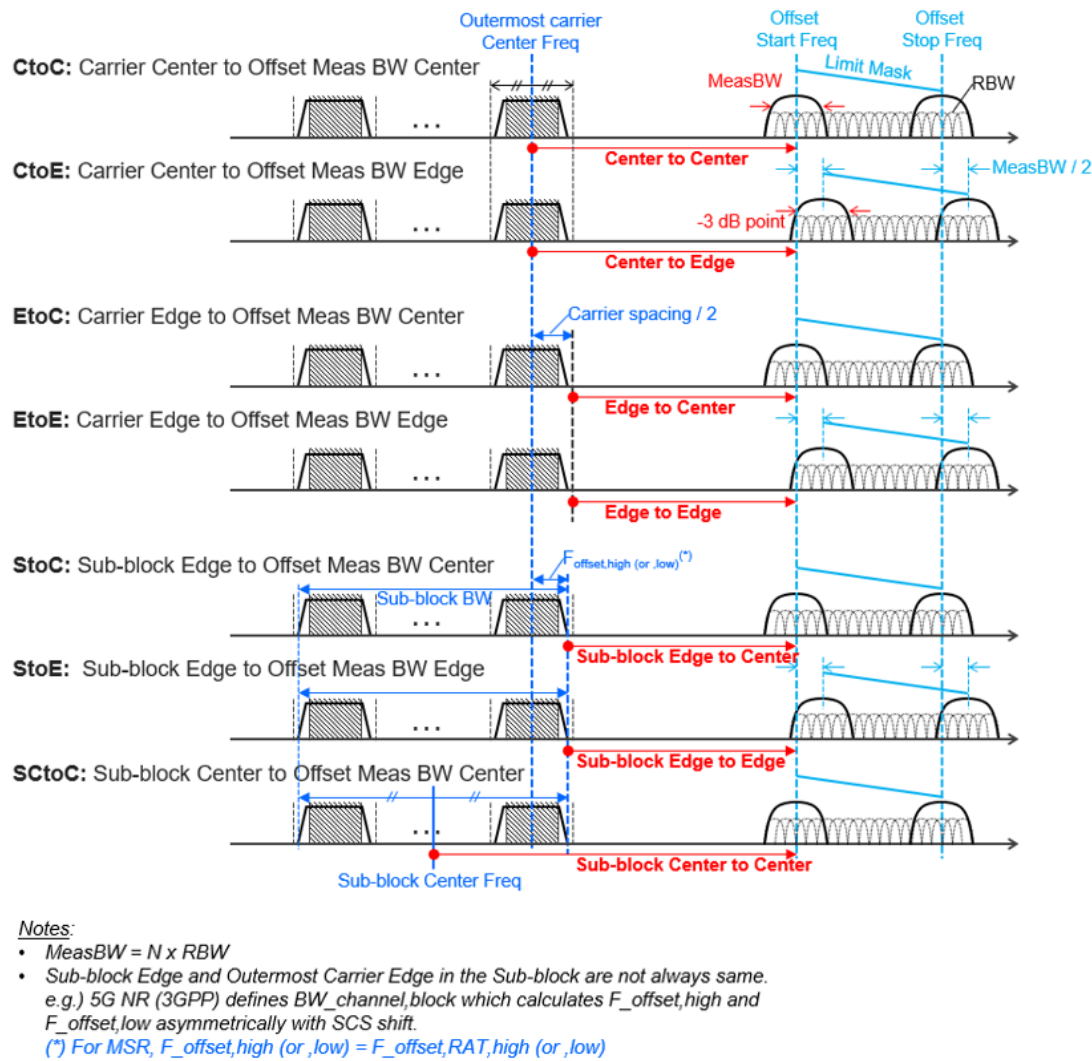 Outermost carrier
Center Freq
Offset
Start Freq
Offset
Stop Freq
CtoC: Carrier Center to Offset Meas BW Center
Limit Mask
MeasBW
RBW
...
Center to Center
CtoE: Carrier Center to Offset Meas BW Edge
MeasBW / 2
-3 dB point
...
Center to Edge
EtoC: Carrier Edge to Offset Meas BW Center
Carrier spacing / 2
...
Edge to Center
EtoE: Carrier Edge to Offset Meas BW Edge
...
Edge to Edge
StoC: Sub-block Edge to Offset Meas BW Center
F offset,high (or ,low)(*)
Sub-block BW
...
Sub-block Edge to Center
StoE: Sub-block Edge to Offset Meas BW Edge
...
Sub-block Edge to Edge
SCtoC: Sub-block Center to Offset Meas BW Center
...
Sub-block Center to Center
Sub-block Center Freq
Notes:
• MeasBW = N x RBW
• Sub-block Edge and Outermost Carrier Edge in the Sub-block are not always same.
e.g.) 5G NR (3GPP) defines BW_channel,block which calculates F_offset,high and
F_offset,low asymmetrically with SCS shift.
(*) For MSR, F_offset,high (or ,low) = F_offset,RAT,high (or ,low)